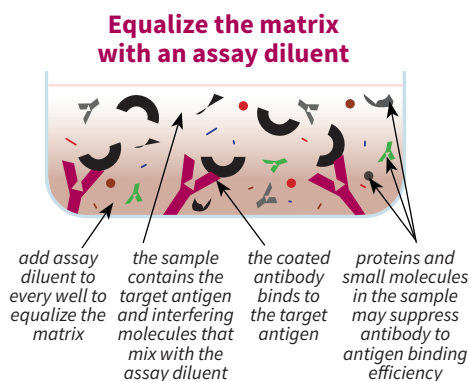 Equalize the matrix
with an assay diluent
add assay
diluent to
every well to
equalize the
matrix
the sample
contains the
target antigen
and interfering
molecules that
mix with the
assay diluent
the coated
antibody
binds to
the target
antigen
proteins and
small molecules
in the sample
may suppress
antibody to
antigen binding
efficiency